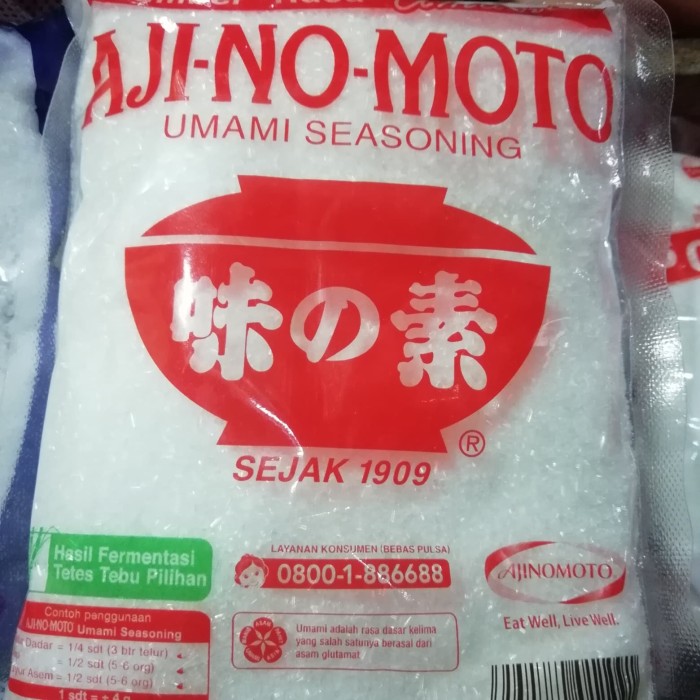 AJI-NO-MOTO
UMAMI SEASONING
味の素
®
SEJAK 1909
Hasil Fermentasi
Tetes Tebu Pilihan
LAYANAN KONSUMEN (BEBAS PULSA)
0800-1-886688
AJINOMOTO®
Eat Well, Live Well.
Contoh penggunaan
AJI-NO-MOTO Umami Seasoning
Dadar = 1/4 sdt (3 btr telur)
= 1/2 sdt (5-6 org)
Asem = 1/2 sdt (5-6 org)
1 sdt = ± 4 g
Umami adalah rasa dasar kelima
yang salah satunya berasal dari
asam glutamat